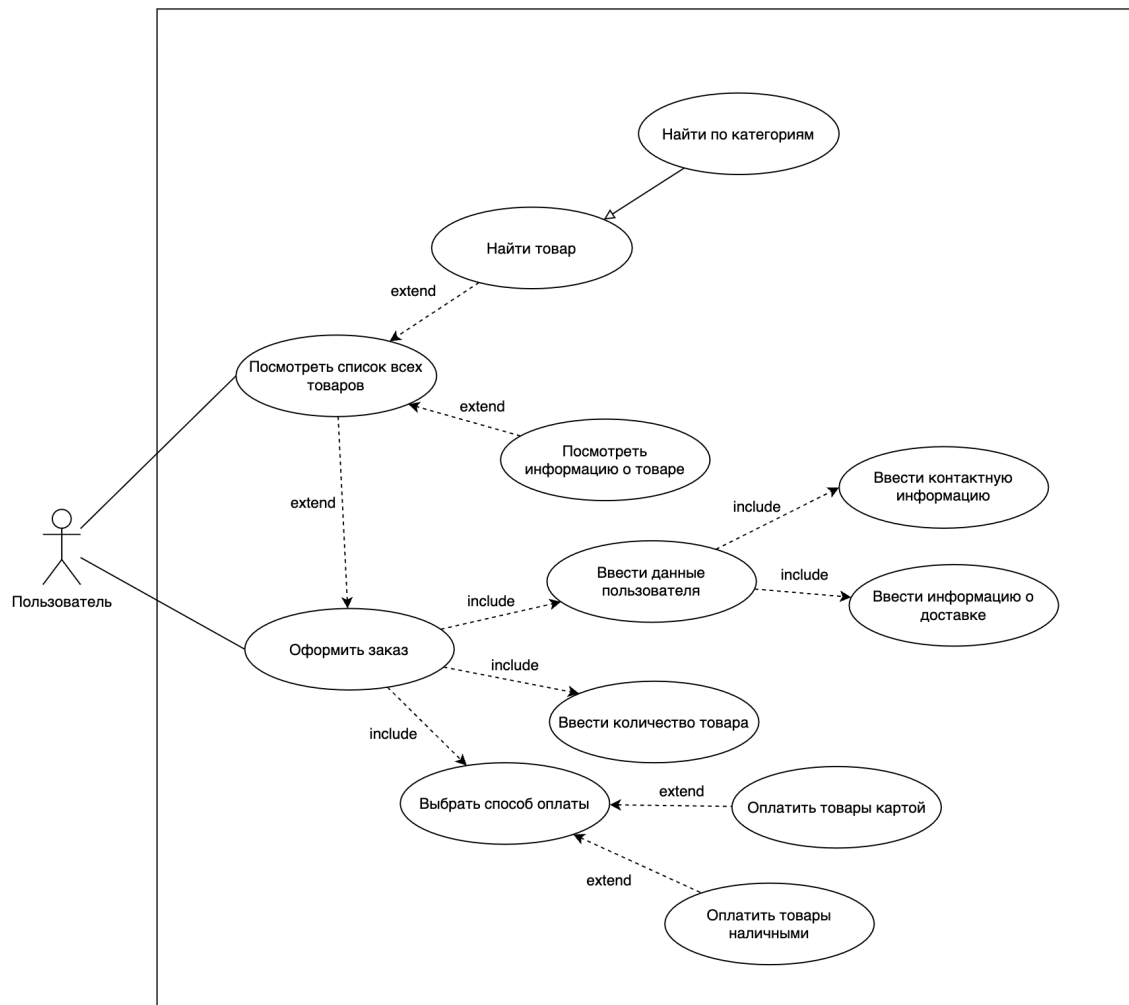 Найти по категориям
Найти товар
extend
Посмотреть список всех
товаров
extend
Посмотреть
информацию о товаре
Ввести контактную
информацию
extend
include
Ввести данные
пользователя
include
Ввести информацию о
доставке
Пользователь
include
Оформить заказ
include
Ввести количество товара
include
Выбрать способ оплаты
extend
Оплатить товары картой
extend
Оплатить товары
наличными